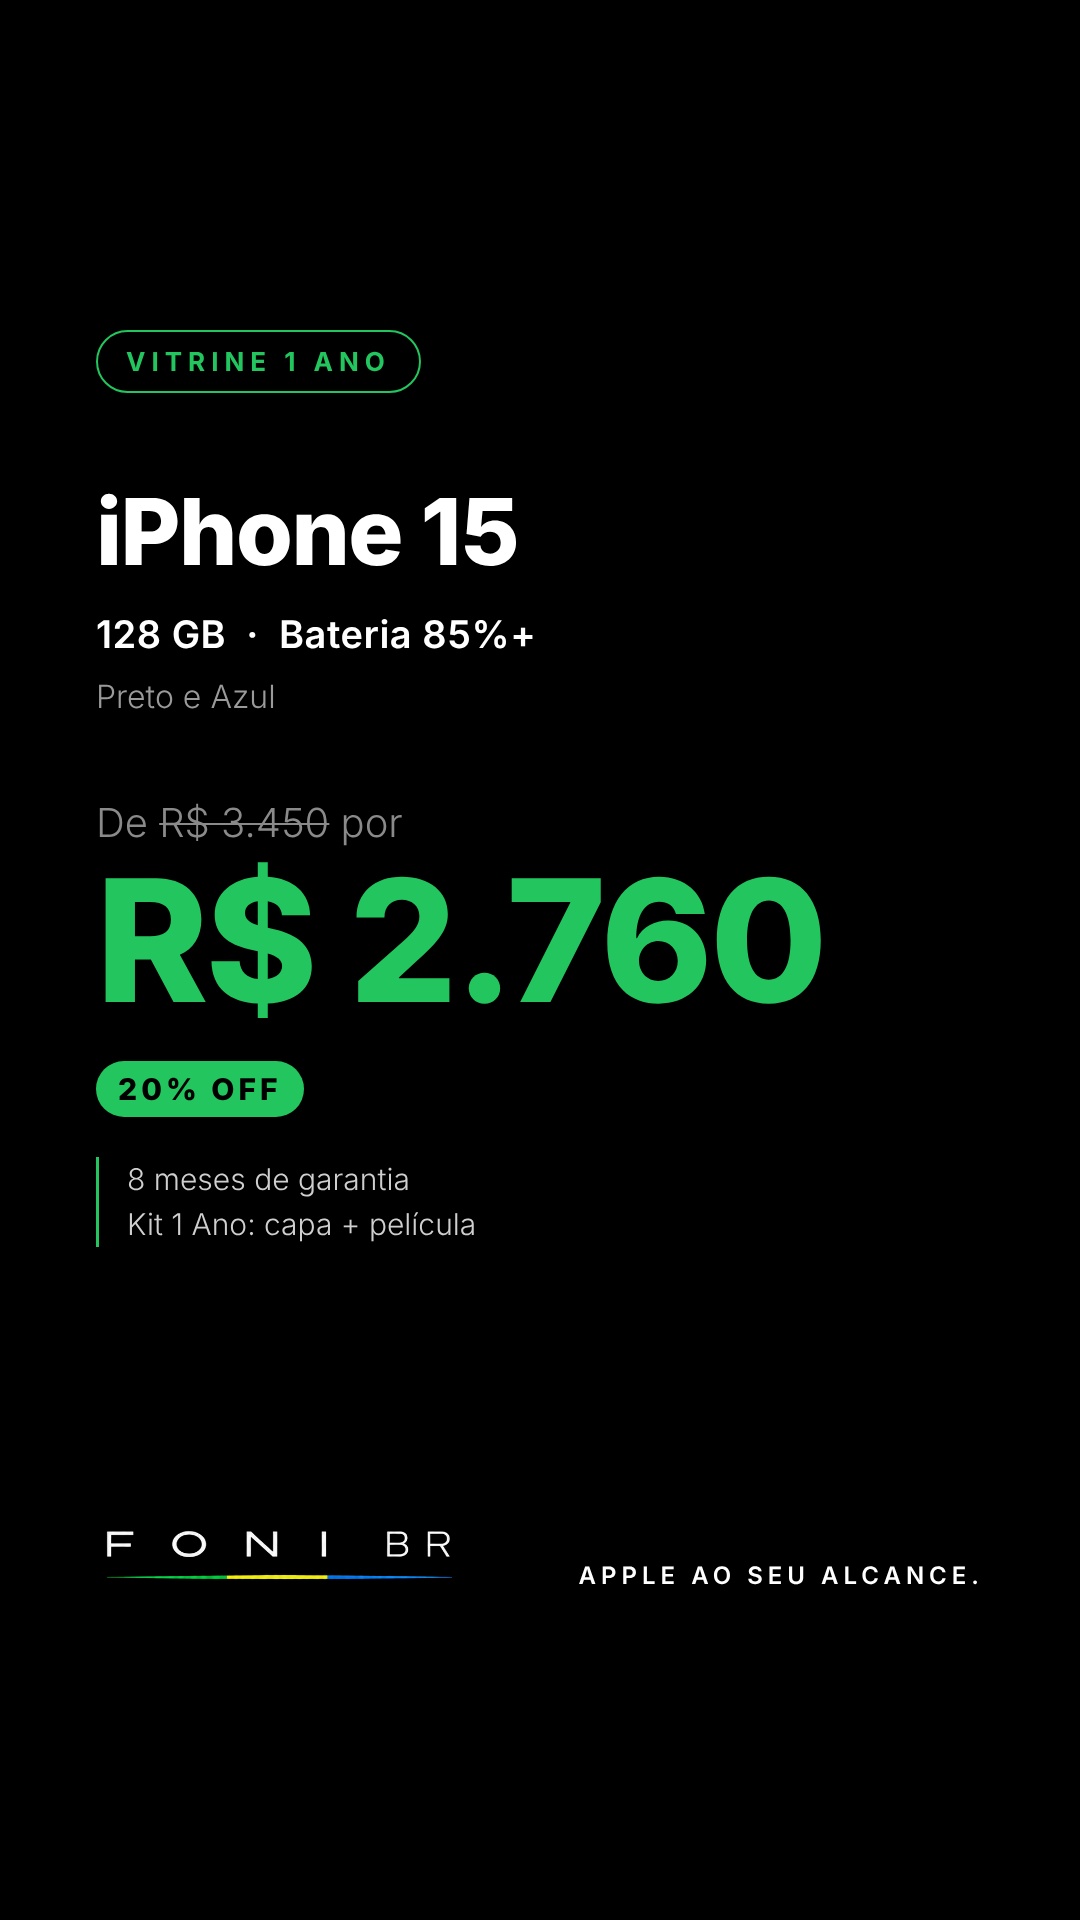 VITRINE 1 ANO
iPhone 15
128 GB · Bateria 85%+
Preto e Azul
De R$ 3.450 por
R$ 2.760
20% OFF
8 meses de garantia
Kit 1 Ano: capa + película
FONI BR
APPLE AO SEU ALCANCE.